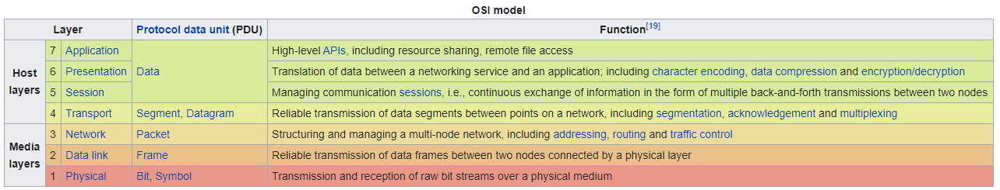 OSI model
Layer Protocol data unit (PDU) Function[19]
Host layers
7 Application Data High-level APIs, including resource sharing, remote file access
6 Presentation Translation of data between a networking service and an application; including character encoding, data compression and encryption/decryption
5 Session Managing communication sessions, i.e., continuous exchange of information in the form of multiple back-and-forth transmissions between two nodes
4 Transport Segment, Datagram Reliable transmission of data segments between points on a network, including segmentation, acknowledgement and multiplexing
Media layers
3 Network Packet Structuring and managing a multi-node network, including addressing, routing and traffic control
2 Data link Frame Reliable transmission of data frames between two nodes connected by a physical layer
1 Physical Bit, Symbol Transmission and reception of raw bit streams over a physical medium